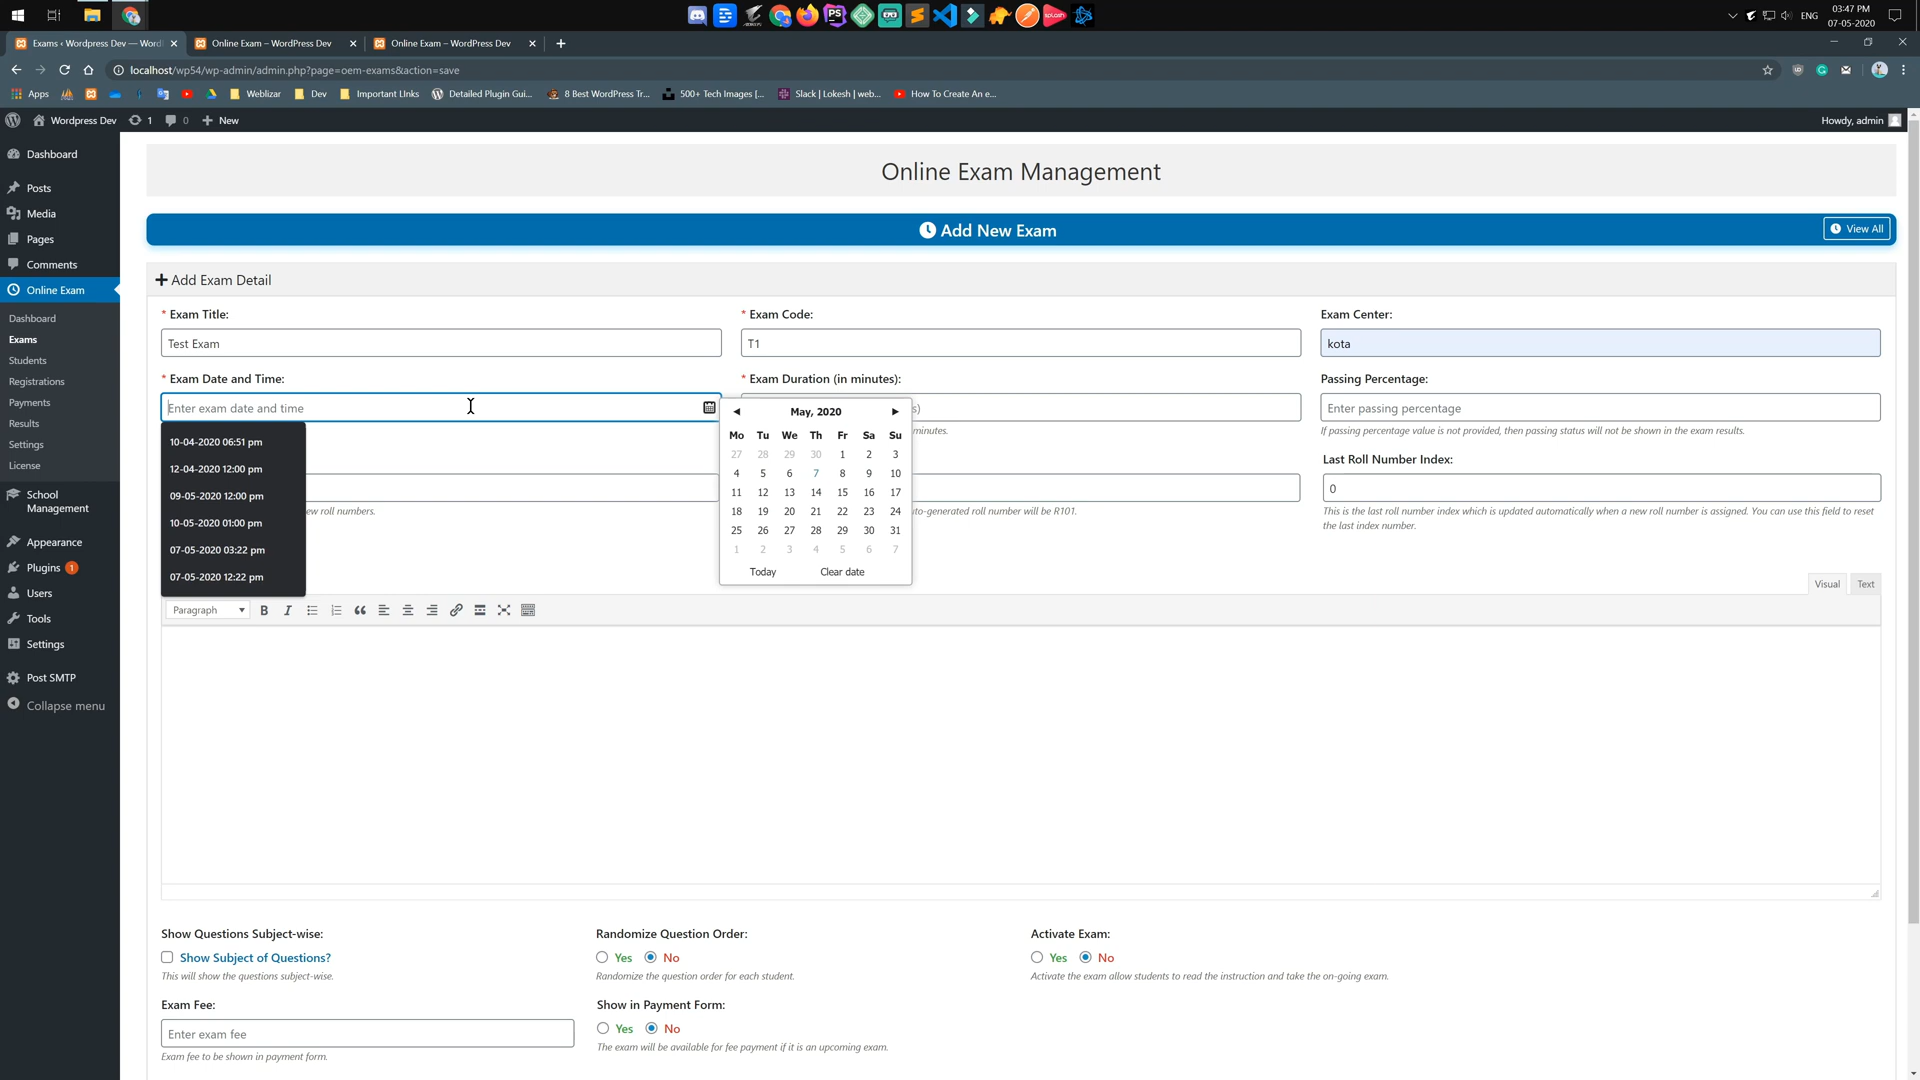 03:47 PM
ENG
07-05-2020
Exams ‹ Wordpress Dev — Word
Online Exam – WordPress Dev
Online Exam – WordPress Dev
localhost/wp54/wp-admin/admin.php?page=oem-exams&action=save
Apps
Weblizar
Dev
Important LInks
Detailed Plugin Gui...
8 Best WordPress Tr...
500+ Tech Images [...
Slack | Lokesh | web...
How To Create An e...
Wordpress Dev
1
0
New
Howdy, admin
Dashboard
Posts
Media
Pages
Comments
Online Exam
Dashboard
Exams
Students
Registrations
Payments
Results
Settings
License
School
Management
Appearance
Plugins 1
Users
Tools
Settings
Post SMTP
Collapse menu
Online Exam Management
Add New Exam
View All
Add Exam Detail
* Exam Title:
* Exam Code:
Exam Center:
Test Exam
T1
kota
* Exam Date and Time:
* Exam Duration (in minutes):
Passing Percentage:
Enter exam date and time
s)
Enter passing percentage
minutes.
If passing percentage value is not provided, then passing status will not be shown in the exam results.
10-04-2020 06:51 pm
12-04-2020 12:00 pm
09-05-2020 12:00 pm
10-05-2020 01:00 pm
07-05-2020 03:22 pm
07-05-2020 12:22 pm
May, 2020
Mo Tu We Th Fr Sa Su
27 28 29 30 1 2 3
4 5 6 7 8 9 10
11 12 13 14 15 16 17
18 19 20 21 22 23 24
25 26 27 28 29 30 31
1 2 3 4 5 6 7
Today
Clear date
Last Roll Number Index:
0
ew roll numbers.
to-generated roll number will be R101.
This is the last roll number index which is updated automatically when a new roll number is assigned. You can use this field to reset
the last index number.
Visual
Text
Paragraph
B
I
Show Questions Subject-wise:
Randomize Question Order:
Activate Exam:
Show Subject of Questions?
Yes
No
Yes
No
This will show the questions subject-wise.
Randomize the question order for each student.
Activate the exam allow students to read the instruction and take the on-going exam.
Exam Fee:
Show in Payment Form:
Enter exam fee
Yes
No
Exam fee to be shown in payment form.
The exam will be available for fee payment if it is an upcoming exam.